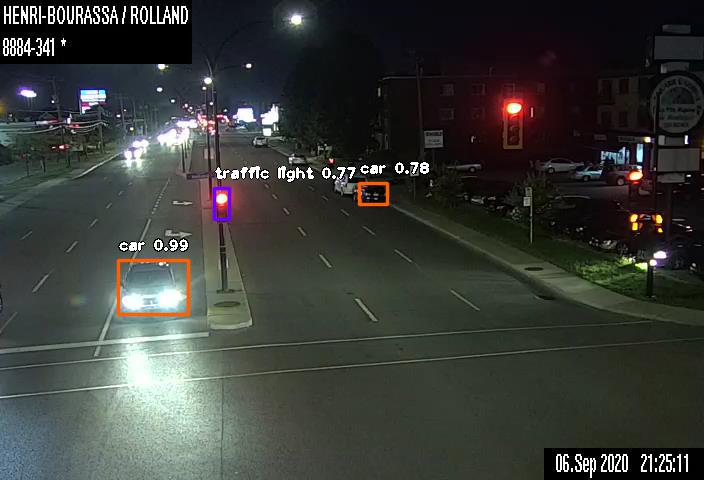 HENRI-BOURASSA / ROLLAND
8884-341 *
traffic light 0.77
car 0.78
car 0.99
06.Sep 2020 21:25:11